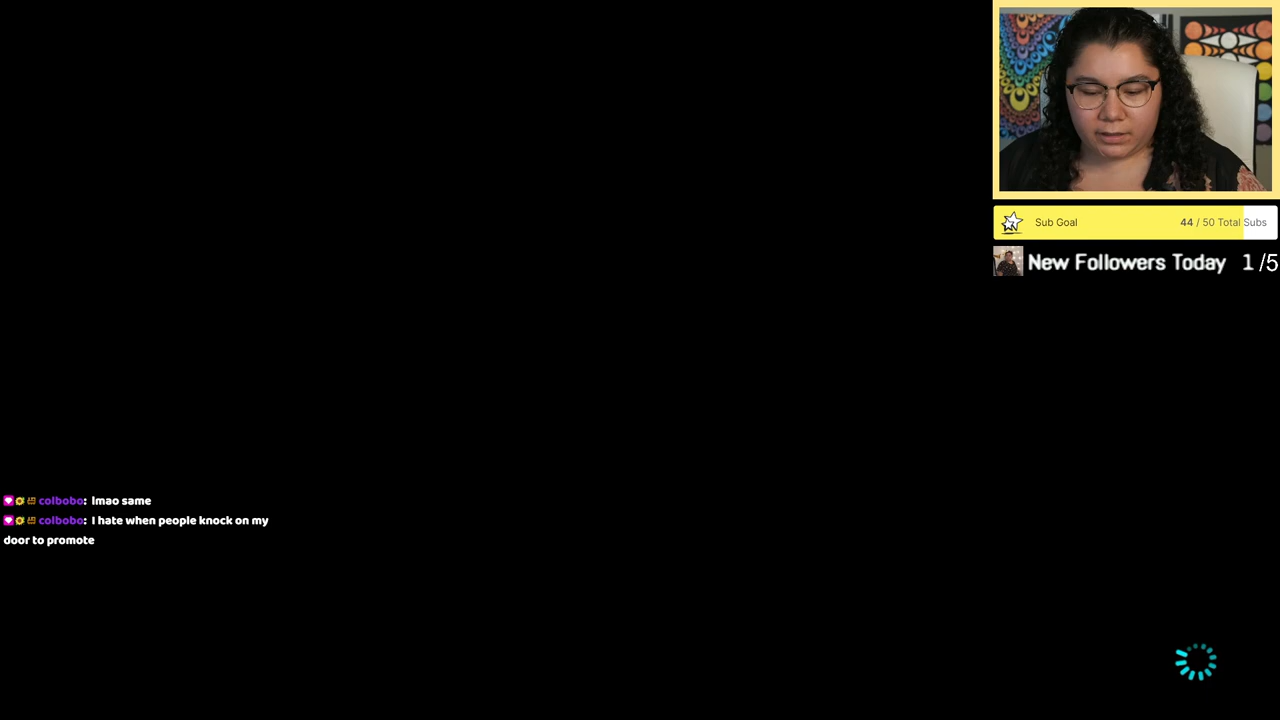 Sub Goal 44 / 50 Total Subs
New Followers Today 1 /5
colbobo: lmao same
colbobo: I hate when people knock on my
door to promote